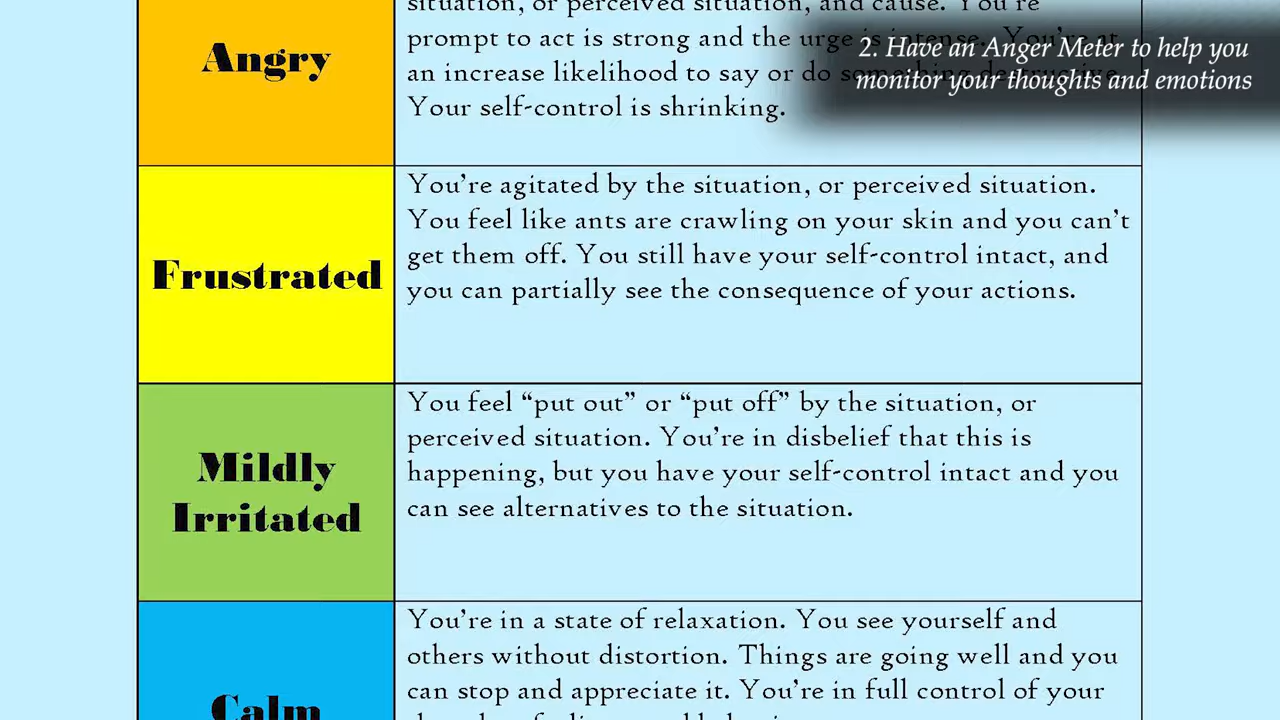 situation, or perceived situation, and cause. You're
Angry
prompt to act is strong and the urge is intense. You're at
an increase likelihood to say or do something destructive.
Your self-control is shrinking.
2. Have an Anger Meter to help you
monitor your thoughts and emotions
Frustrated
You're agitated by the situation, or perceived situation.
You feel like ants are crawling on your skin and you can't
get them off. You still have your self-control intact, and
you can partially see the consequence of your actions.
Mildly
Irritated
You feel “put out” or “put off” by the situation, or
perceived situation. You're in disbelief that this is
happening, but you have your self-control intact and you
can see alternatives to the situation.
Calm
You're in a state of relaxation. You see yourself and
others without distortion. Things are going well and you
can stop and appreciate it. You're in full control of your